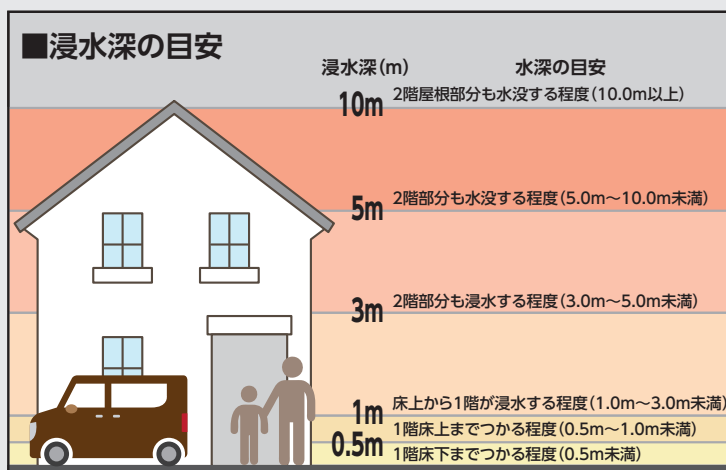 ■浸水深の目安
浸水深(m) 水深の目安
10m 2階屋根部分も水没する程度(10.0m以上)
5m 2階部分も水没する程度(5.0m～10.0m未満)
3m 2階部分も浸水する程度(3.0m～5.0m未満)
1m 床上から1階が浸水する程度(1.0m～3.0m未満)
1階床上までつかる程度(0.5m～1.0m未満)
0.5m 1階床下までつかる程度(0.5m未満)